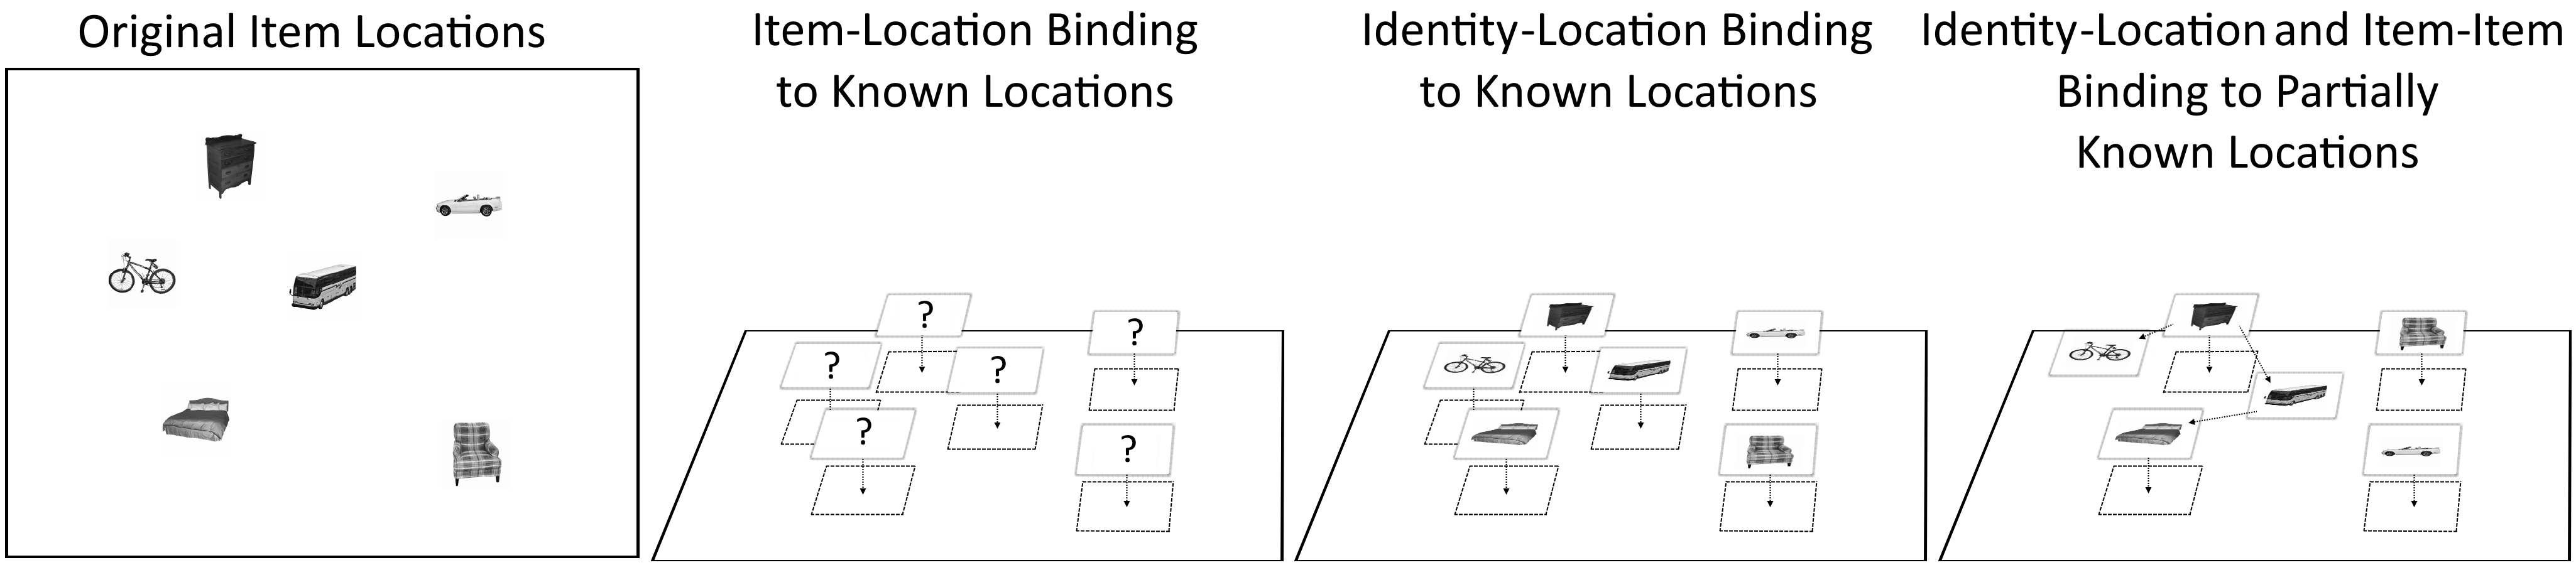 Original Item Locations
Item-Location Binding
to Known Locations
Identity-Location Binding
to Known Locations
Identity-Location and Item-Item
Binding to Partially
Known Locations
?
?
?
?
?
?